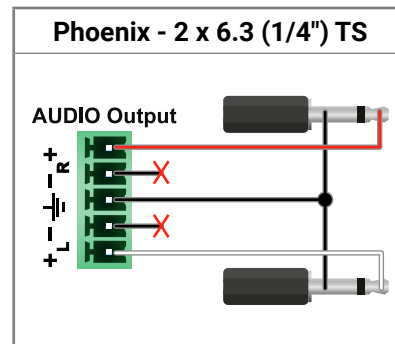 Phoenix - 2 x 6.3 (1/4") TS
AUDIO Output
+
R
-
-
L
+